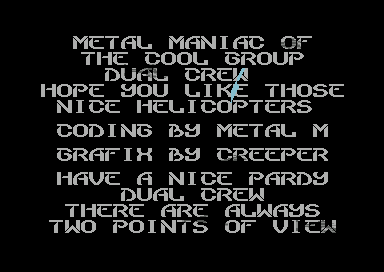 METAL MANIAC OF
THE COOL GROUP
DUAL CREW
HOPE YOU LIKE THOSE
NICE HELICOPTERS
CODING BY METAL M
GRAFIX BY CREEPER
HAVE A NICE PARDY
DUAL CREW
THERE ARE ALWAYS
TWO POINTS OF VIEW